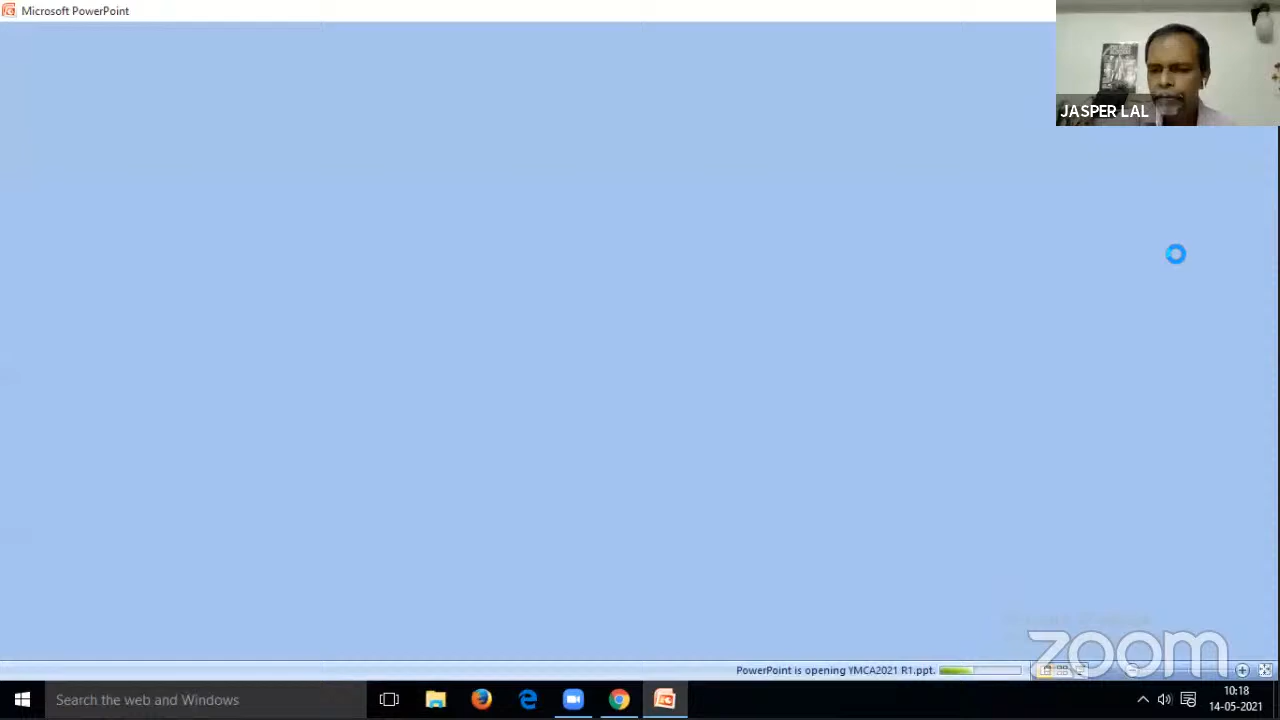 Microsoft PowerPoint
JASPER LAL
PowerPoint is opening YMCA2021 R1.ppt.
zoom
Search the web and Windows
10:18
14-05-2021